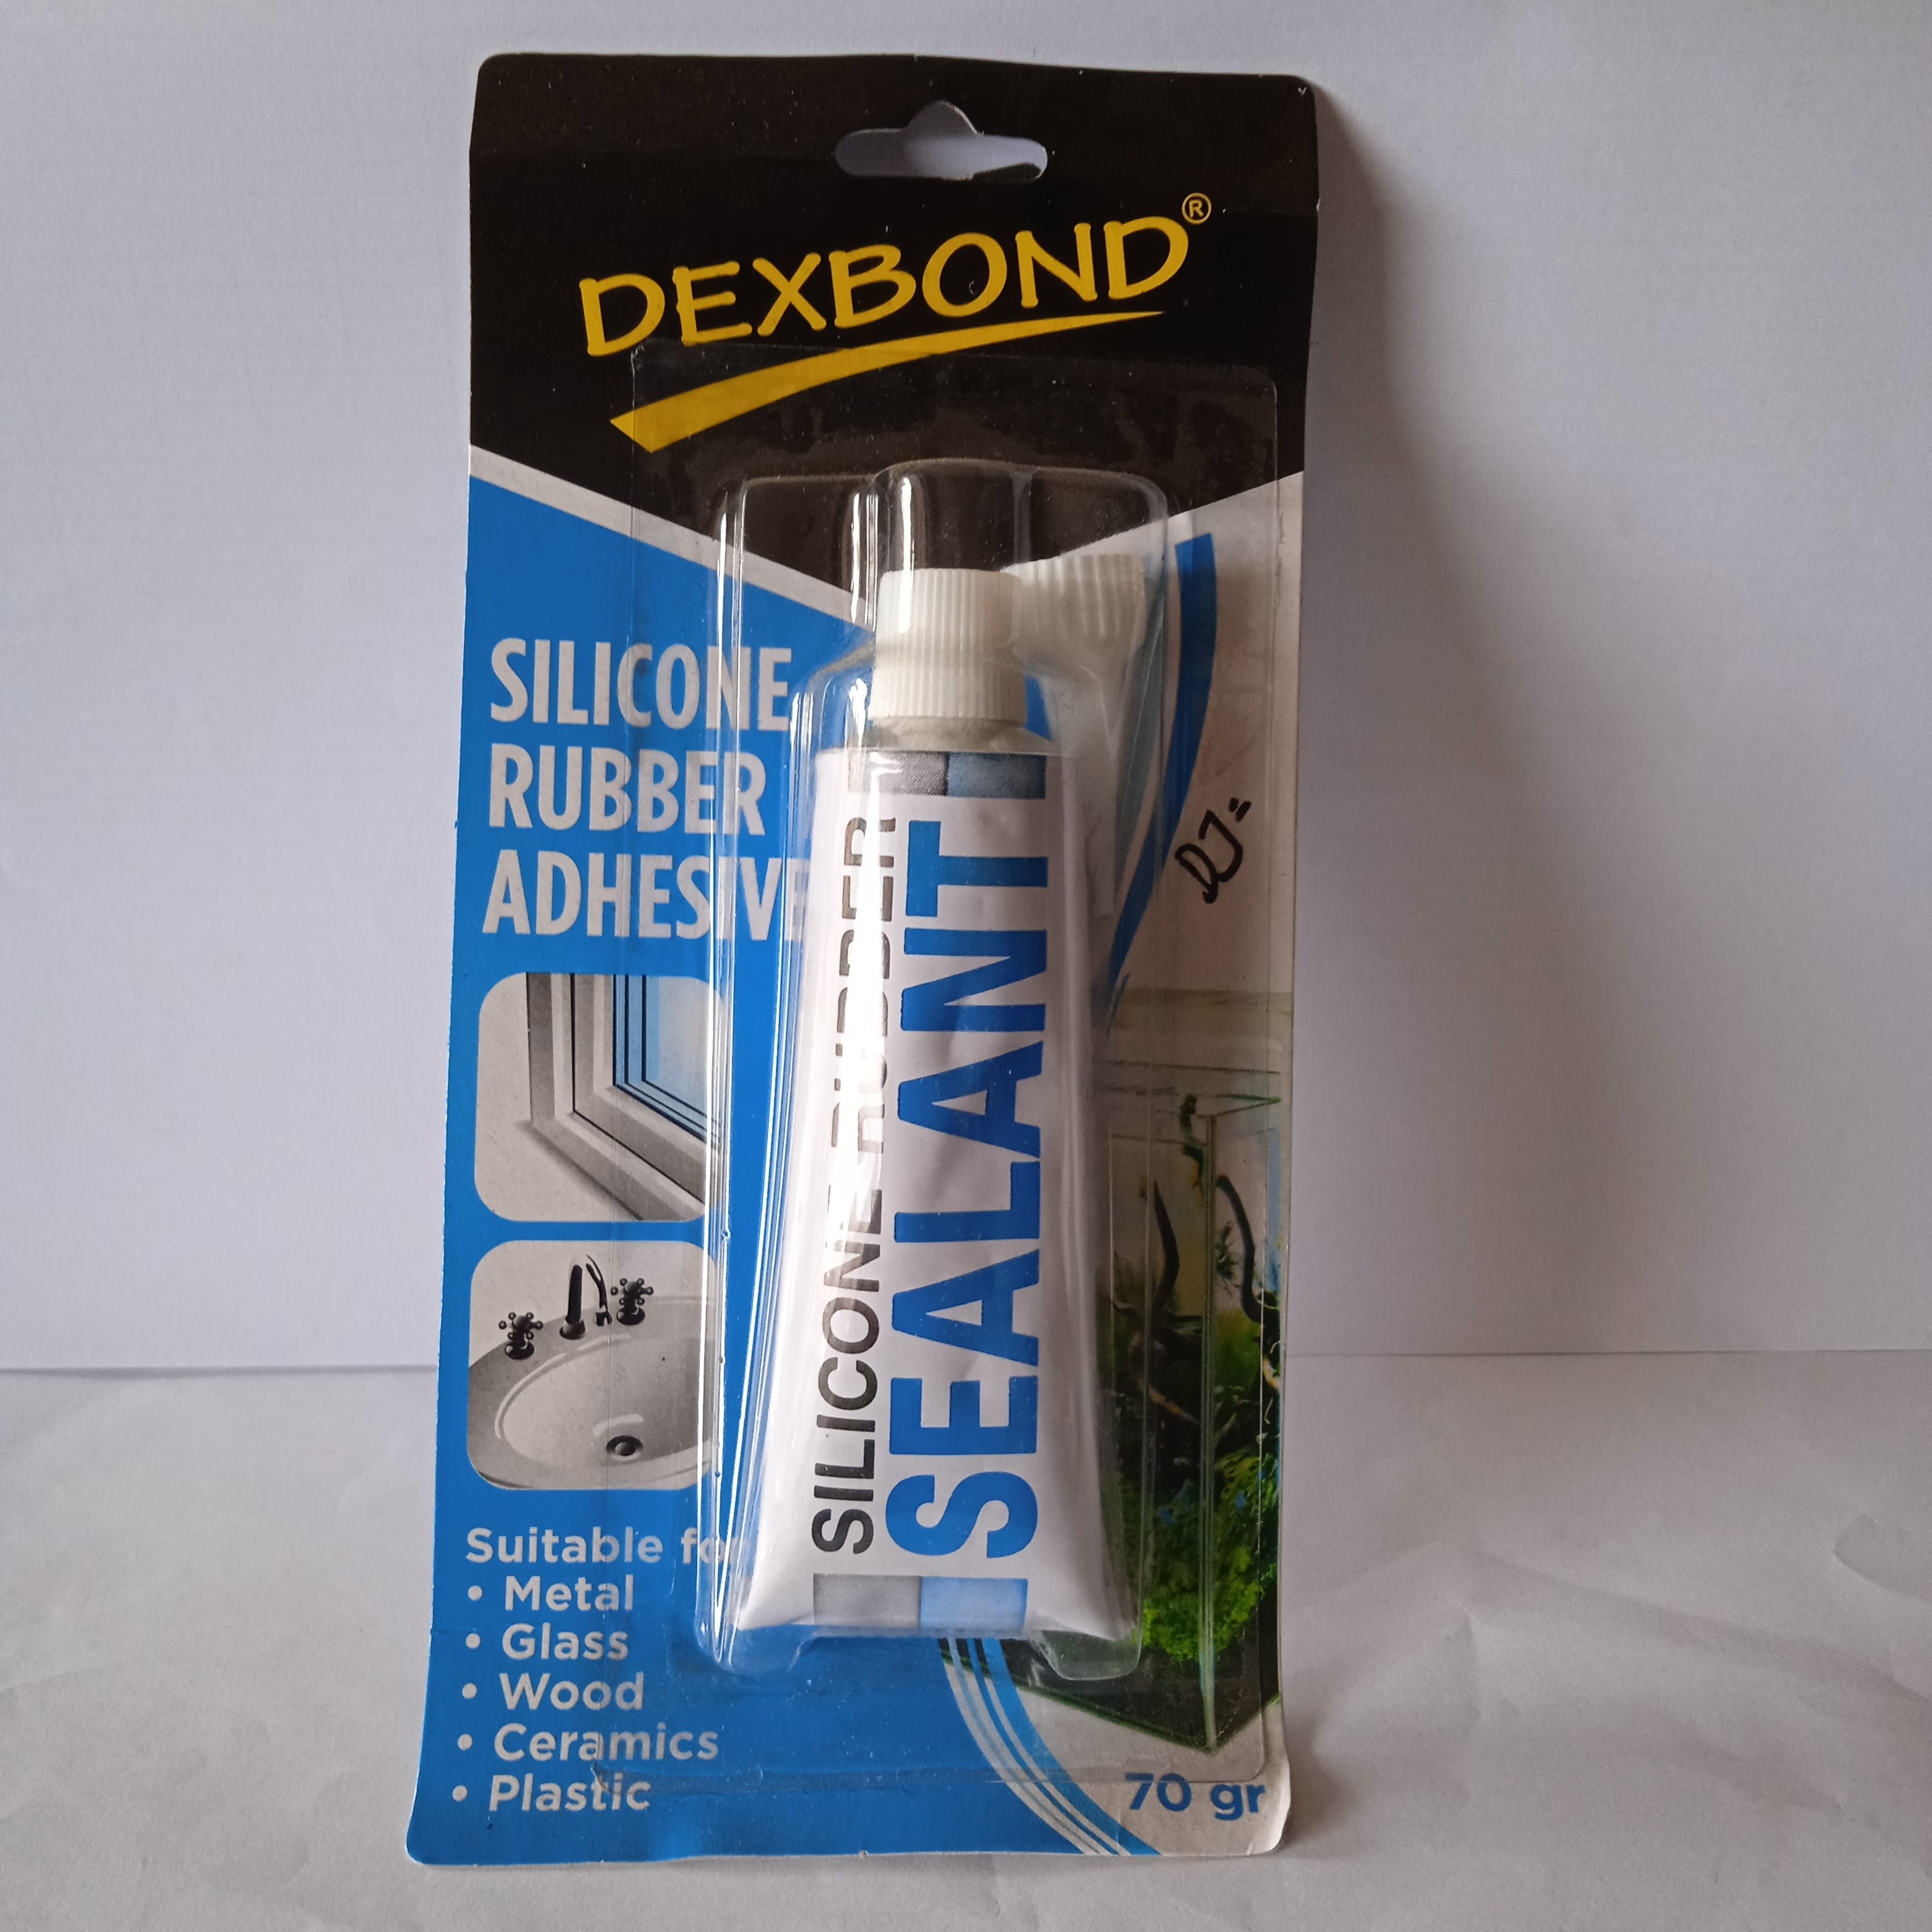 DEXBOND®
SILICONE
RUBBER
ADHESIVE
SILICONE RUBBER
SEALANT
Suitable for
• Metal
• Glass
• Wood
• Ceramics
• Plastic
70 gr